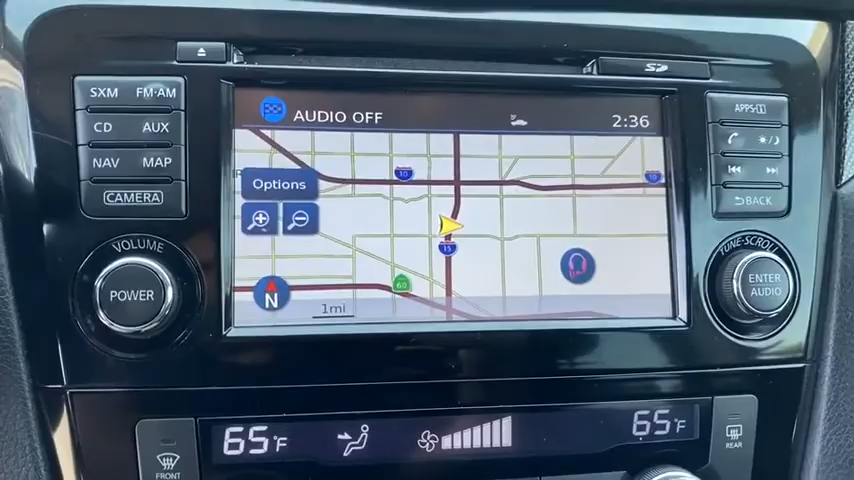 SD
SXM FM·AM
CD AUX
NAV MAP
CAMERA
VOLUME
POWER
AUDIO OFF 2:36
10 10
Options
15
60
N
1mi
APPS·i
BACK
TUNE·SCROLL
ENTER
AUDIO
65°F 65°F
FRONT
REAR